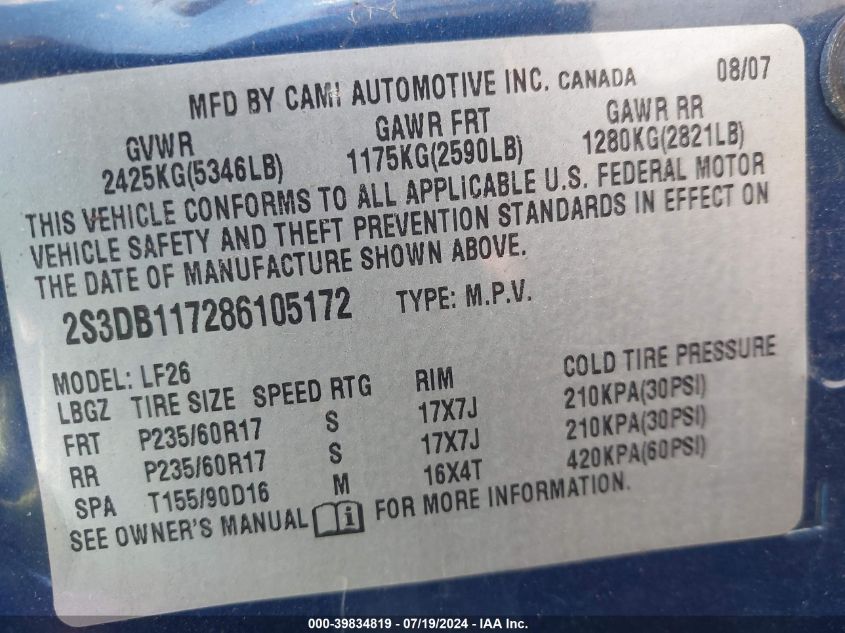 MFD BY CAMI AUTOMOTIVE INC. CANADA 08/07
GVWR GAWR FRT GAWR RR
2425KG(5346LB) 1175KG(2590LB) 1280KG(2821LB)
THIS VEHICLE CONFORMS TO ALL APPLICABLE U.S. FEDERAL MOTOR
VEHICLE SAFETY AND THEFT PREVENTION STANDARDS IN EFFECT ON
THE DATE OF MANUFACTURE SHOWN ABOVE.
2S3DB117286105172 TYPE: M.P.V.
MODEL: LF26
LBGZ TIRE SIZE SPEED RTG RIM COLD TIRE PRESSURE
FRT P235/60R17 S 17X7J 210KPA(30PSI)
RR P235/60R17 S 17X7J 210KPA(30PSI)
SPA T155/90D16 M 16X4T 420KPA(60PSI)
SEE OWNER'S MANUAL i FOR MORE INFORMATION.
000-39834819 - 07/19/2024 - IAA Inc.